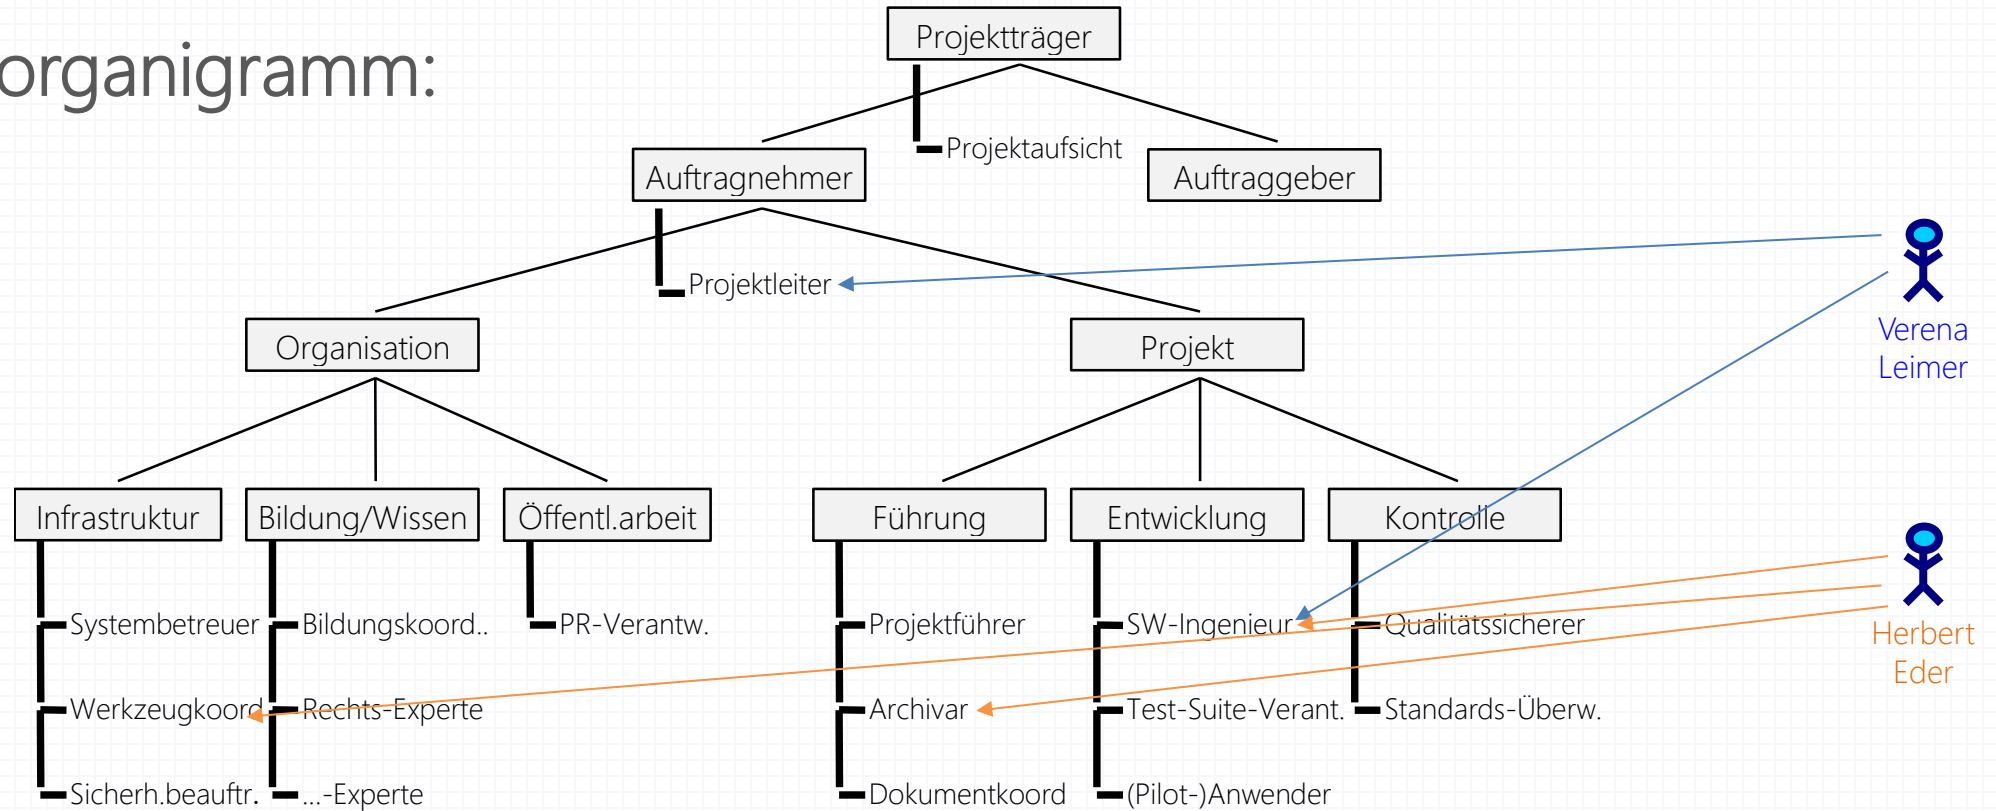 organigramm:
Projektträger
Projektaufsicht
Auftragnehmer
Auftraggeber
Projektleiter
Verena
Leimer
Organisation
Projekt
Infrastruktur
Bildung/Wissen
Öffentl.arbeit
Führung
Entwicklung
Kontrolle
Systembetreuer
Bildungskoord..
PR-Verantw.
Projektführer
SW-Ingenieur
Qualitätssicherer
Herbert
Eder
Werkzeugkoord
Rechts-Experte
Archivar
Test-Suite-Verant.
Standards-Überw.
Sicherh.beauftr.
...-Experte
Dokumentkoord
(Pilot-)Anwender